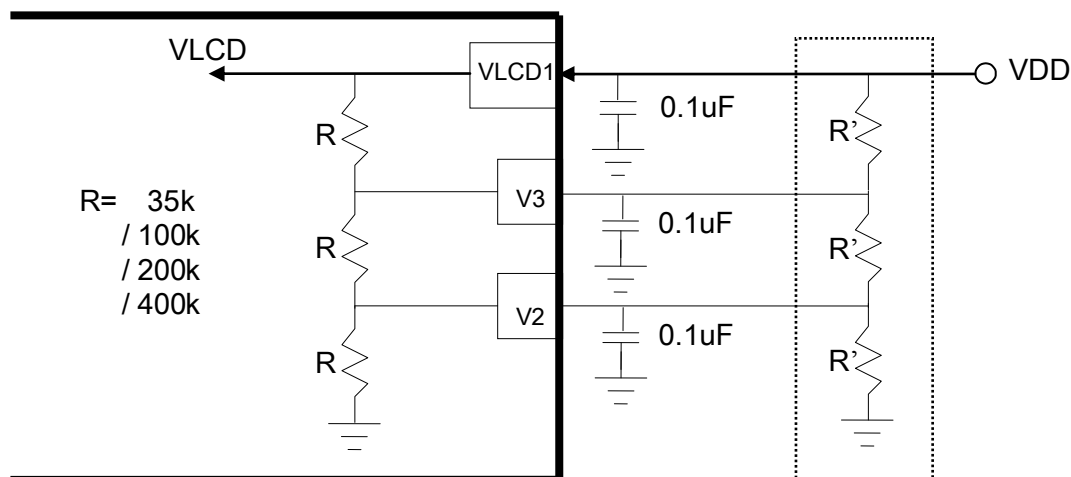 VLCD
VLCD1
VDD
0.1uF
R
R’
V3
R= 35k
/ 100k
/ 200k
/ 400k
0.1uF
R
R’
V2
0.1uF
R
R’